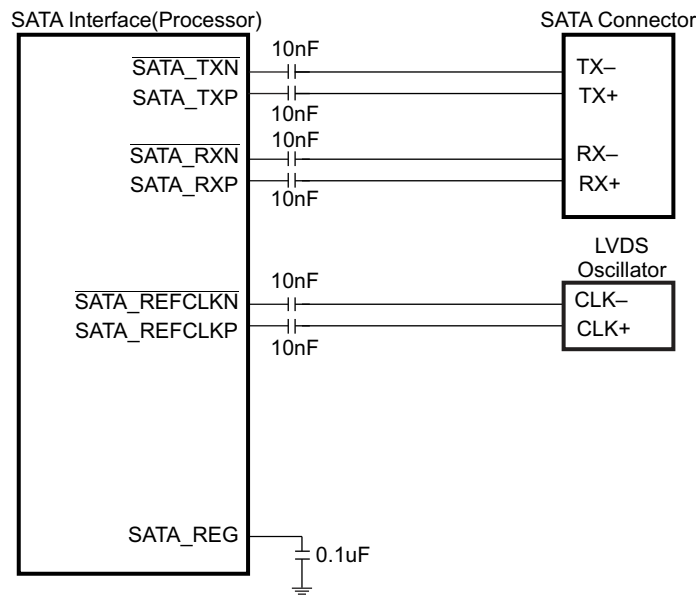 SATA Interface(Processor)
SATA Connector
10nF
SATA_TXN
TX–
SATA_TXP
TX+
10nF
10nF
SATA_RXN
RX–
SATA_RXP
RX+
10nF
LVDS
Oscillator
10nF
SATA_REFCLKN
CLK–
SATA_REFCLKP
CLK+
10nF
SATA_REG
0.1uF